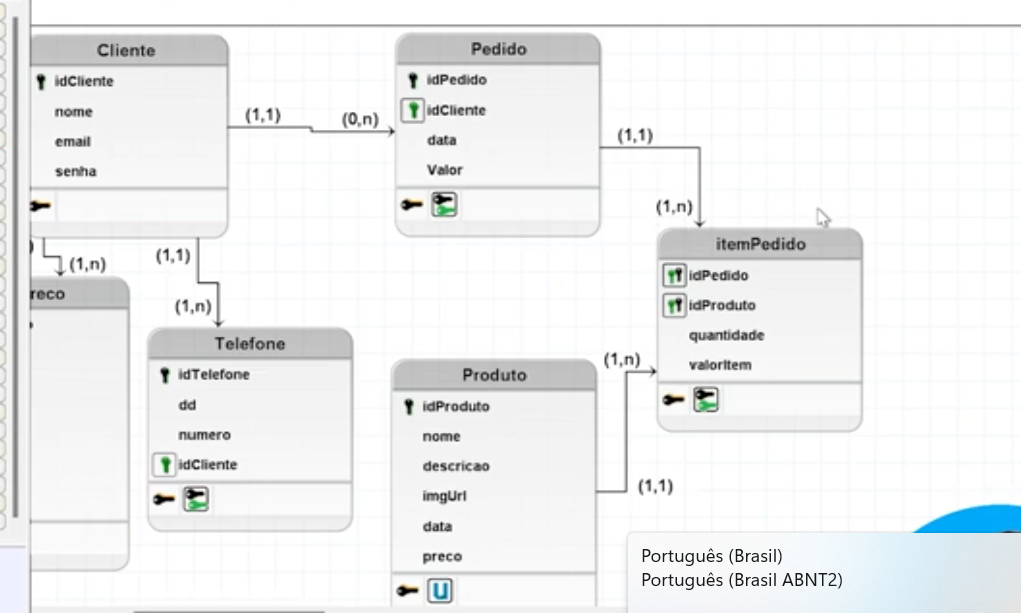 Cliente
idCliente
nome
email
senha
(1,1)
(0,n)
Pedido
idPedido
idCliente
data
Valor
(1,1)
(1,n)
itemPedido
idPedido
idProduto
quantidade
valorItem
)
(1,n)
reco
(1,1)
(1,n)
Telefone
idTelefone
dd
numero
idCliente
Produto
idProduto
nome
descricao
imgUrl
data
preco
U
(1,n)
(1,1)
Português (Brasil)
Português (Brasil ABNT2)